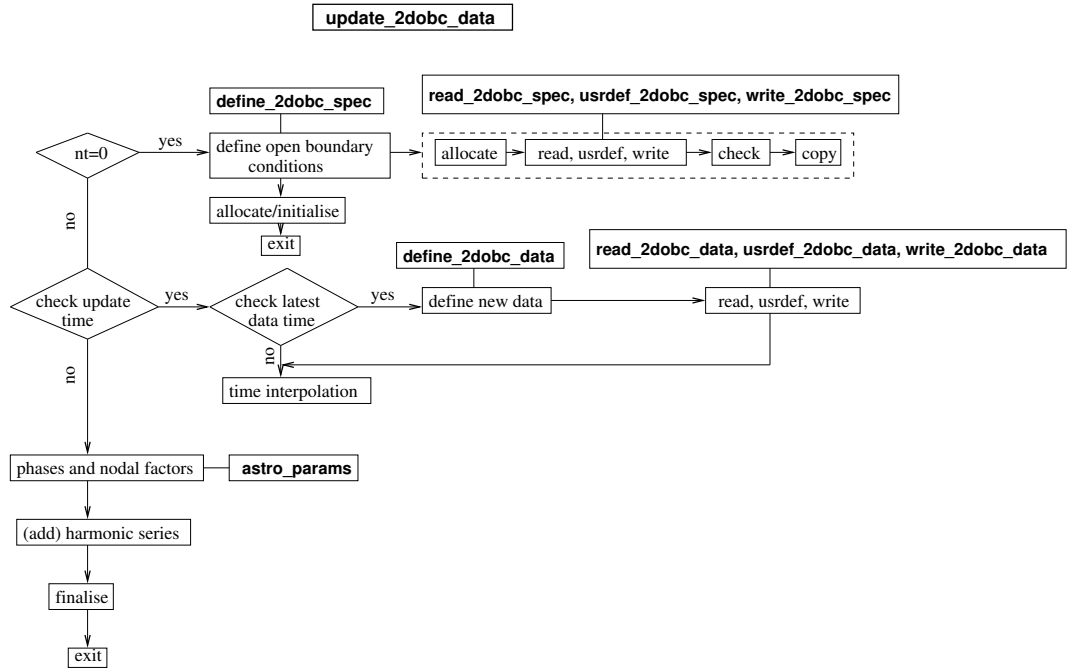 update_2dobc_data
define_2dobc_spec
read_2dobc_spec, usrdef_2dobc_spec, write_2dobc_spec
nt=0
yes
define open boundary
conditions
allocate
read, usrdef, write
check
copy
no
allocate/initialise
exit
define_2dobc_data
read_2dobc_data, usrdef_2dobc_data, write_2dobc_data
check update
time
yes
check latest
data time
yes
define new data
read, usrdef, write
no
no
time interpolation
phases and nodal factors
astro_params
(add) harmonic series
finalise
exit